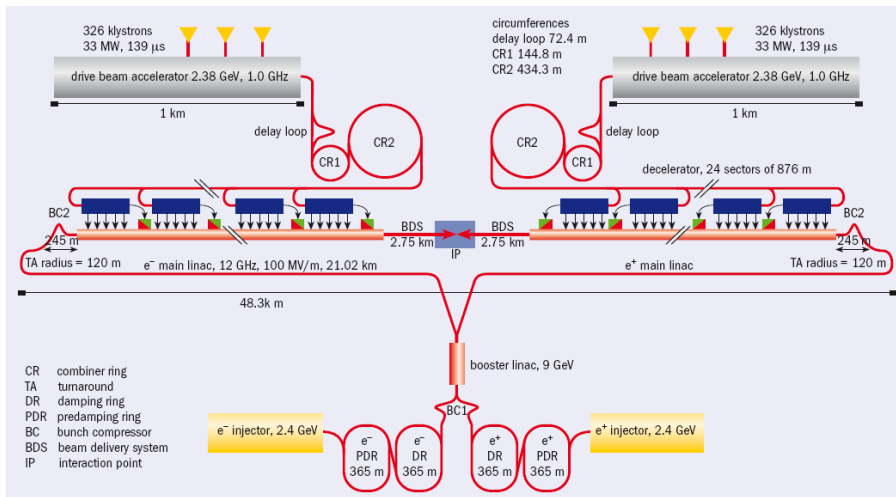 326 klystrons
33 MW, 139 μs
drive beam accelerator 2.38 GeV, 1.0 GHz
1 km
delay loop
CR1
CR2
circumferences
delay loop 72.4 m
CR1 144.8 m
CR2 434.3 m
326 klystrons
33 MW, 139 μs
drive beam accelerator 2.38 GeV, 1.0 GHz
1 km
CR2
delay loop
CR1
decelerator, 24 sectors of 876 m
BC2
BC2
245 m
BDS
2.75 km
IP
BDS
2.75 km
245 m
TA radius = 120 m
e⁻ main linac, 12 GHz, 100 MV/m, 21.02 km
e⁺ main linac
TA radius = 120 m
48.3k m
CR combiner ring
TA turnaround
DR damping ring
PDR predamping ring
BC bunch compressor
BDS beam delivery system
IP interaction point
booster linac, 9 GeV
BC1
e⁻ injector, 2.4 GeV
e⁻
PDR
365 m
e⁻
DR
365 m
e⁺
DR
365 m
e⁺
PDR
365 m
e⁺ injector, 2.4 GeV